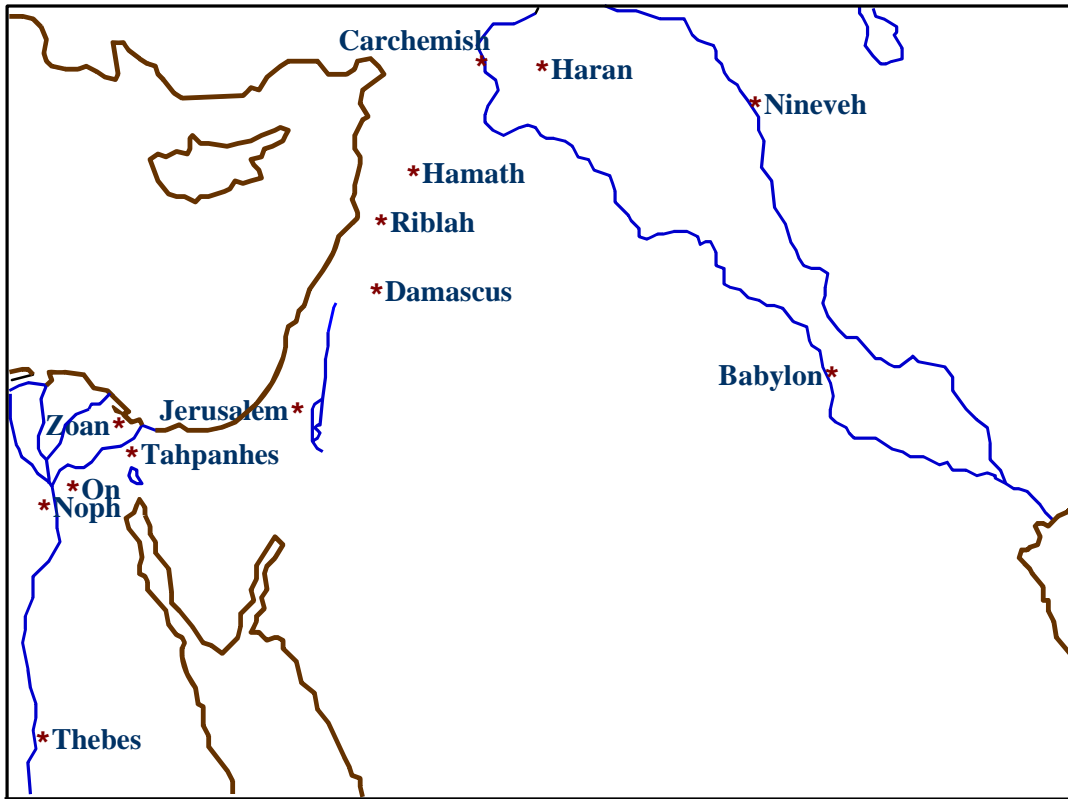 Carchemish
Haran
Nineveh
Hamath
Riblah
Damascus
Babylon
Jerusalem
Zoan
Tahpanhes
On
Noph
Thebes